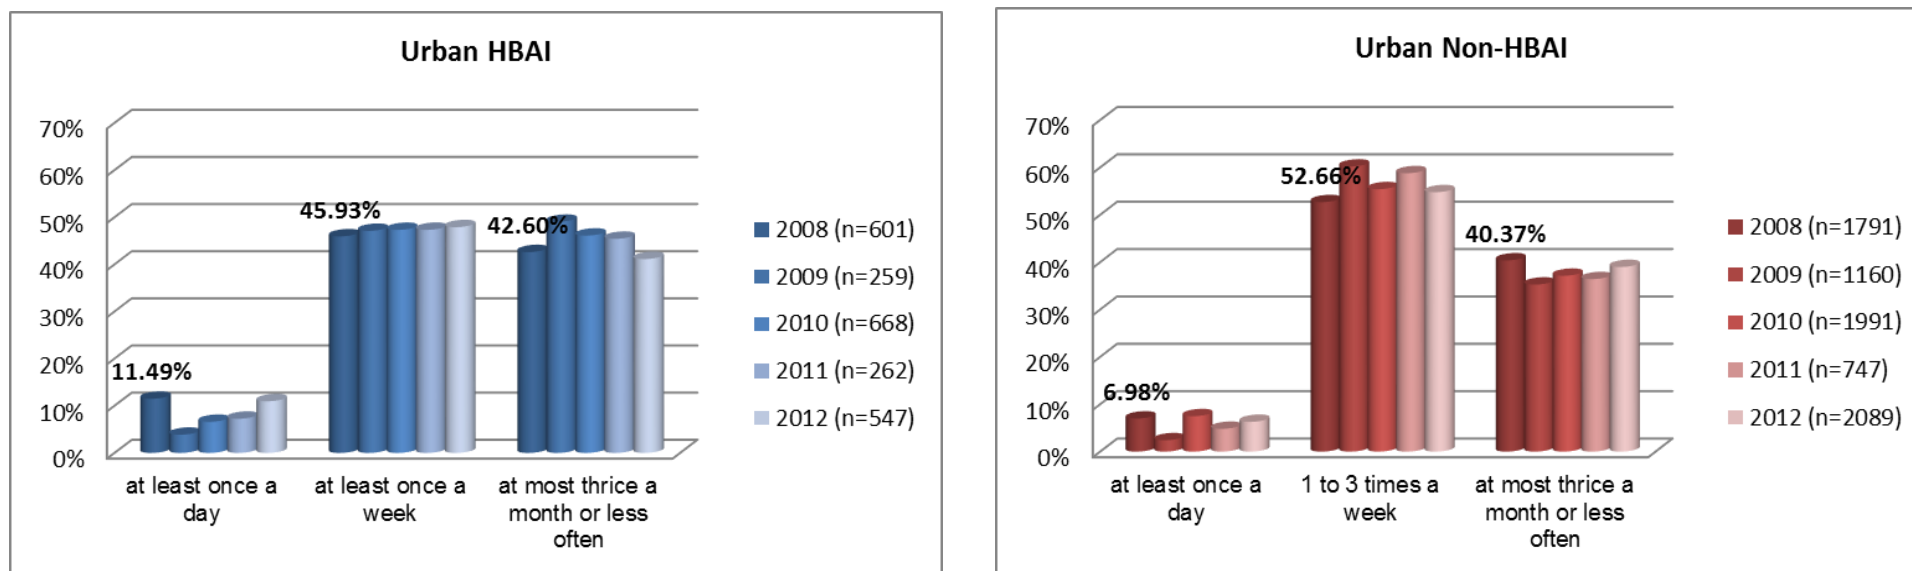 Urban HBAI
70%
60%
50%
40%
30%
20%
10%
0%
11.49%
45.93%
42.60%
at least once a
day
at least once a
week
at most thrice a
month or less
often
2008 (n=601)
2009 (n=259)
2010 (n=668)
2011 (n=262)
2012 (n=547)
Urban Non-HBAI
70%
60%
50%
40%
30%
20%
10%
0%
6.98%
52.66%
40.37%
at least once a
day
1 to 3 times a
week
at most thrice a
month or less
often
2008 (n=1791)
2009 (n=1160)
2010 (n=1991)
2011 (n=747)
2012 (n=2089)